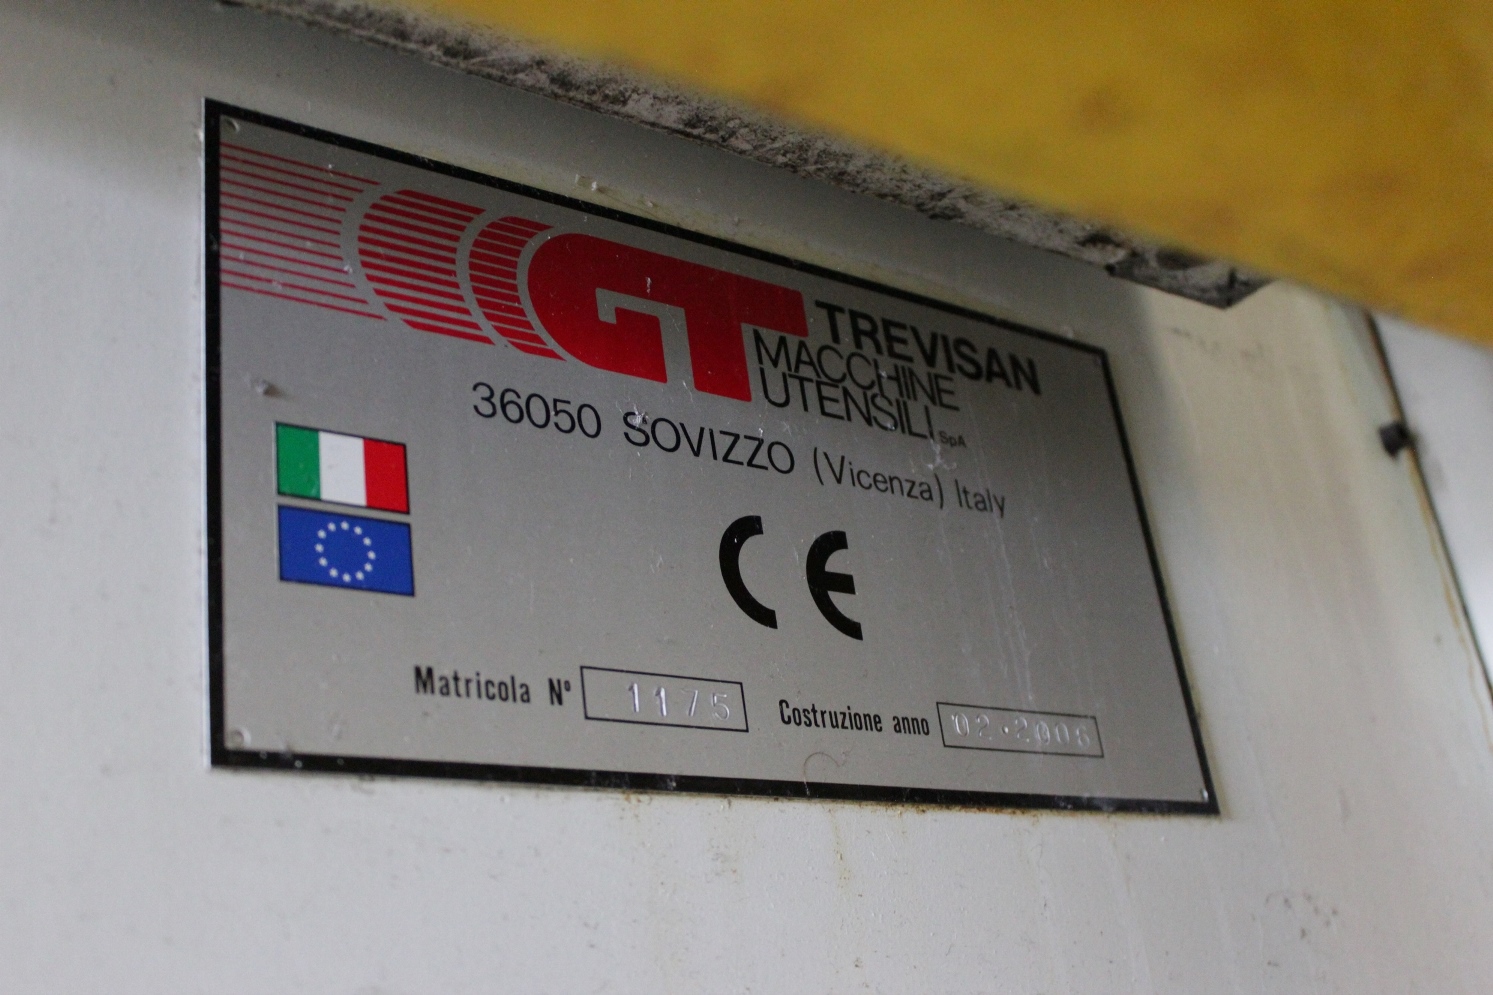 GT TREVISAN
MACCHINE
UTENSILI SpA
36050 SOVIZZO (Vicenza) Italy
CE
Matricola N° 1175 Costruzione anno 02.2006